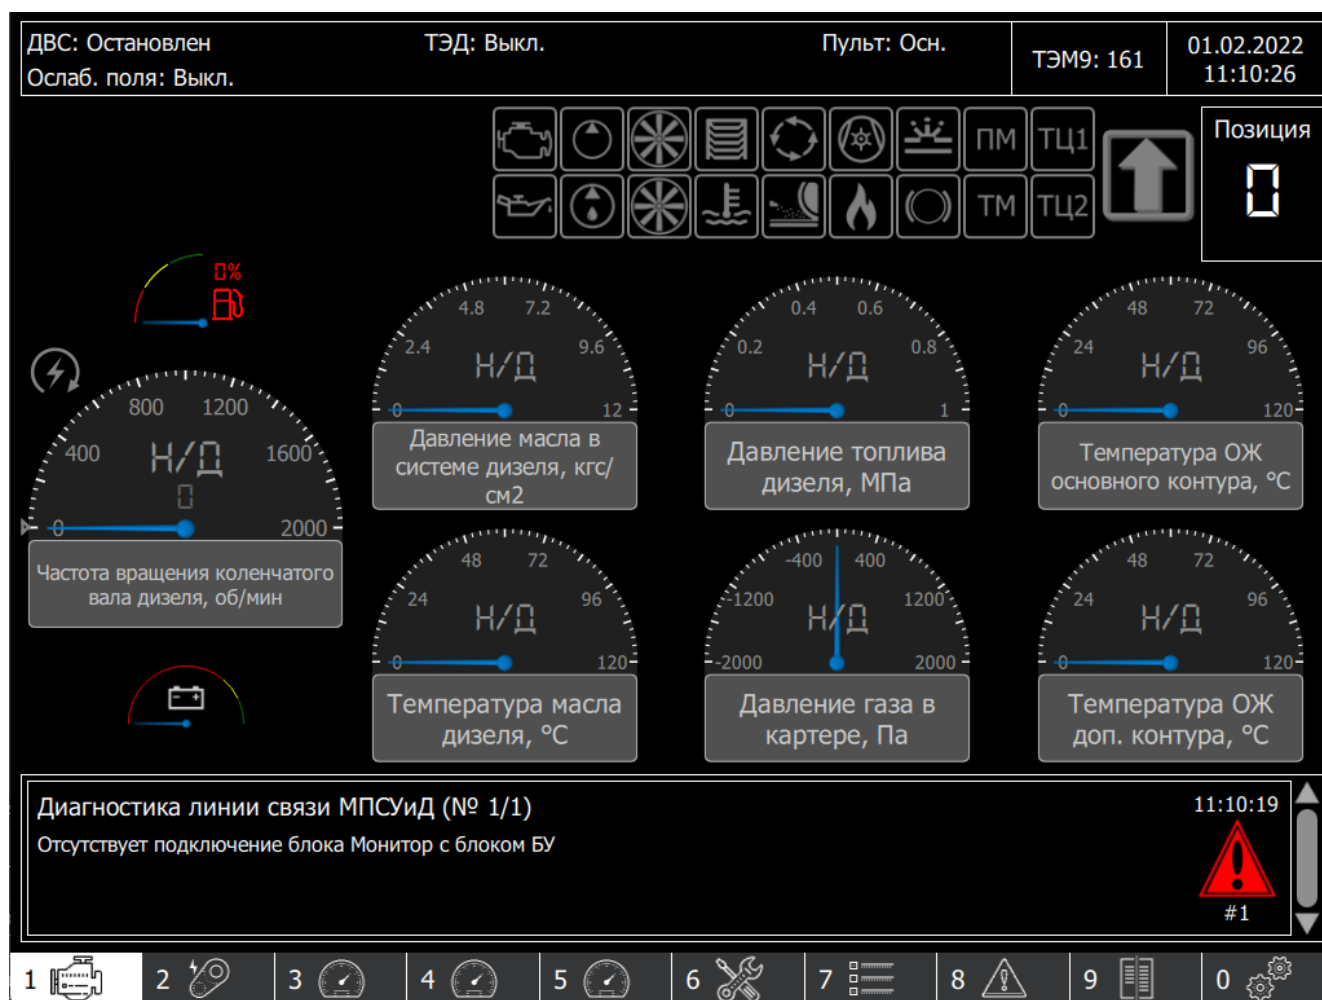 ДВС: Остановлен
ТЭД: Выкл.
Пульт: Осн.
Ослаб. поля: Выкл.
ТЭМ9: 161
01.02.2022
11:10:26
ПМ
ТЦ1
ТМ
ТЦ2
Позиция
0
0%
4.8 7.2
2.4 9.6
Н/Д
0 12
Давление масла в
системе дизеля, кгс/
см2
0.4 0.6
0.2 0.8
Н/Д
0 1
Давление топлива
дизеля, МПа
48 72
24 96
Н/Д
0 120
Температура ОЖ
основного контура, °C
800 1200
400 1600
Н/Д
0
0 2000
Частота вращения коленчатого
вала дизеля, об/мин
48 72
24 96
Н/Д
0 120
Температура масла
дизеля, °C
-400 400
-1200 1200
Н/Д
-2000 2000
Давление газа в
картере, Па
48 72
24 96
Н/Д
0 120
Температура ОЖ
доп. контура, °C
Диагностика линии связи МПСУиД (№ 1/1)
11:10:19
Отсутствует подключение блока Монитор с блоком БУ
#1
1 2 3 4 5 6 7 8 9 0